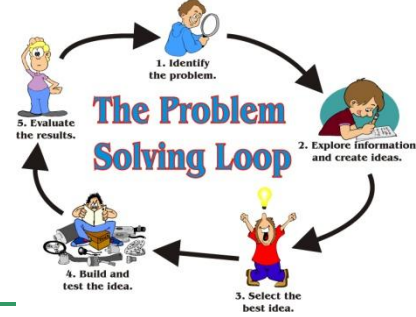 The Problem
Solving Loop
1. Identify
the problem.
2. Explore information
and create ideas.
3. Select the
best idea.
4. Build and
test the idea.
5. Evaluate
the results.